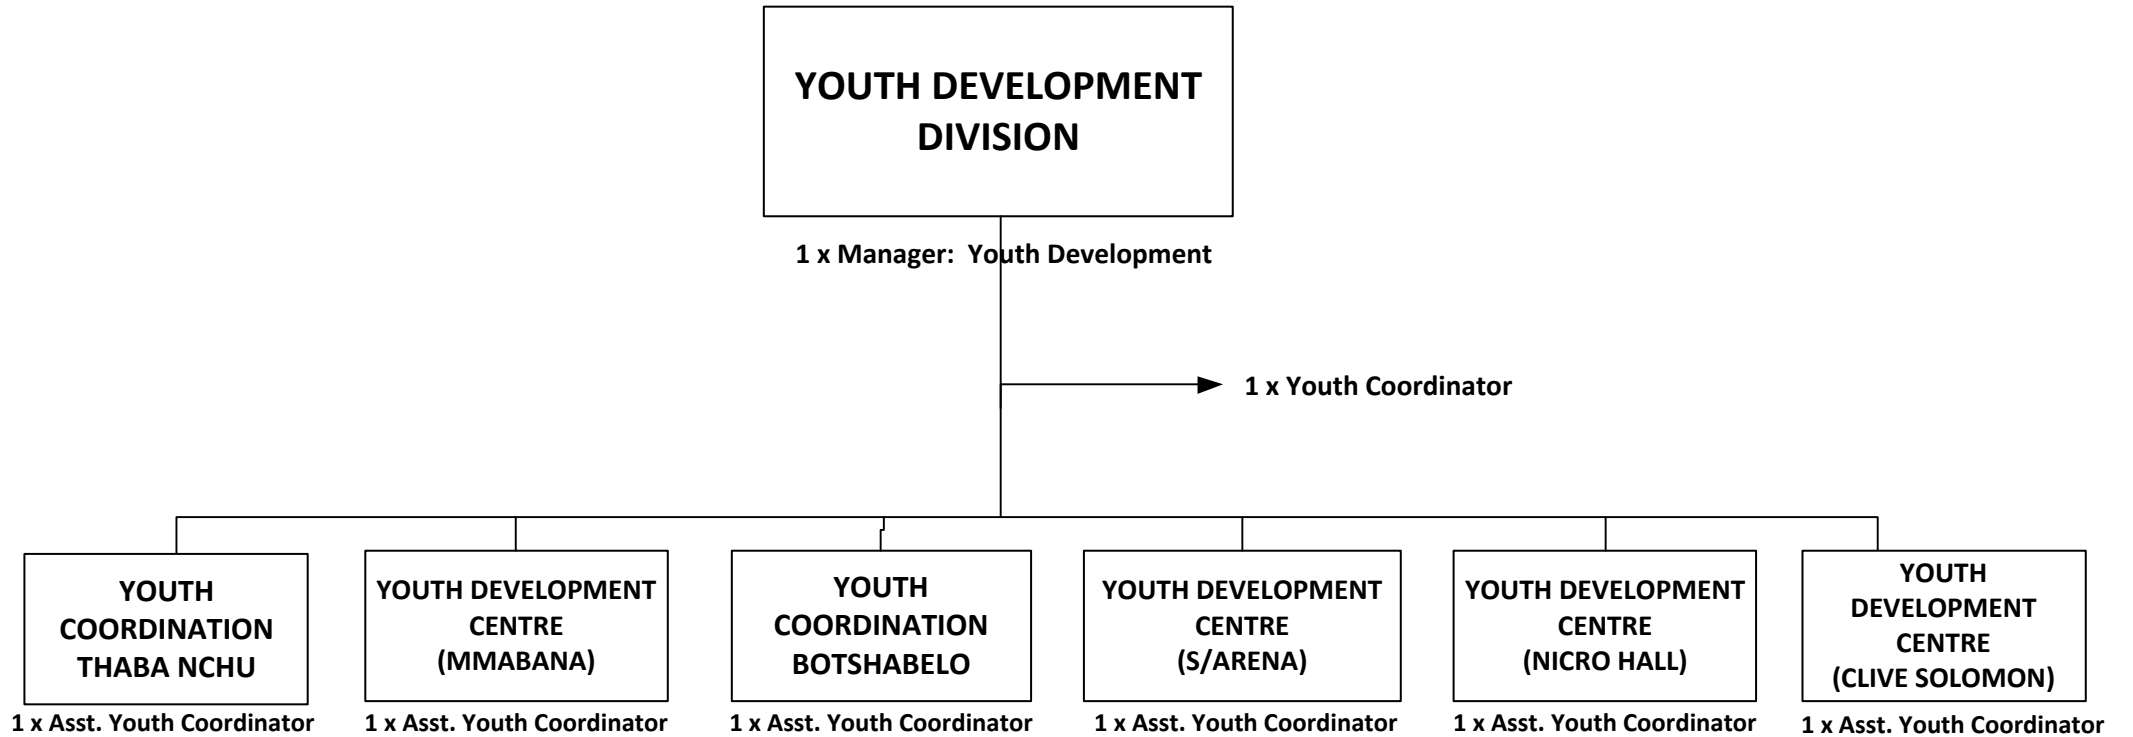 YOUTH DEVELOPMENT
DIVISION
1 x Manager:  Youth Development
1 x Youth Coordinator
YOUTH
COORDINATION
THABA NCHU
1 x Asst. Youth Coordinator
YOUTH DEVELOPMENT
CENTRE
(MMABANA)
1 x Asst. Youth Coordinator
YOUTH
COORDINATION
BOTSHABELO
1 x Asst. Youth Coordinator
YOUTH DEVELOPMENT
CENTRE
(S/ARENA)
1 x Asst. Youth Coordinator
YOUTH DEVELOPMENT
CENTRE
(NICRO HALL)
1 x Asst. Youth Coordinator
YOUTH
DEVELOPMENT
CENTRE
(CLIVE SOLOMON)
1 x Asst. Youth Coordinator